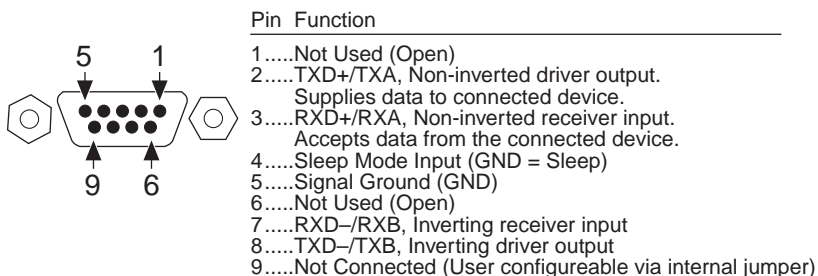 Pin Function
5 1
9 6
1.....Not Used (Open)
2.....TXD+/TXA, Non-inverted driver output.
Supplies data to connected device.
3.....RXD+/RXA, Non-inverted receiver input.
Accepts data from the connected device.
4.....Sleep Mode Input (GND = Sleep)
5.....Signal Ground (GND)
6.....Not Used (Open)
7.....RXD–/RXB, Inverting receiver input
8.....TXD–/TXB, Inverting driver output
9.....Not Connected (User configureable via internal jumper)